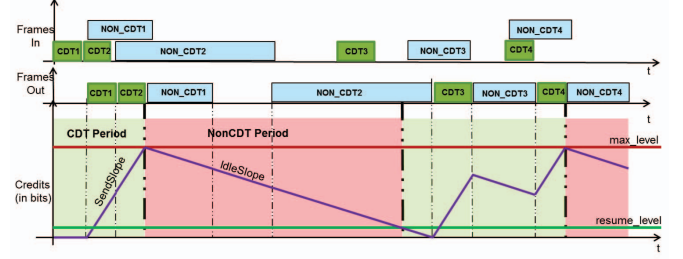 Frames
In
NON_CDT1
NON_CDT4
CDT1
CDT2
NON_CDT2
CDT3
NON_CDT3
CDT4
t
Frames
Out
CDT1
CDT2
NON_CDT1
NON_CDT2
CDT3
NON_CDT3
CDT4
NON_CDT4
t
CDT Period
NonCDT Period
max_level
SendSlope
IdleSlope
Credits
(in bits)
resume_level
t